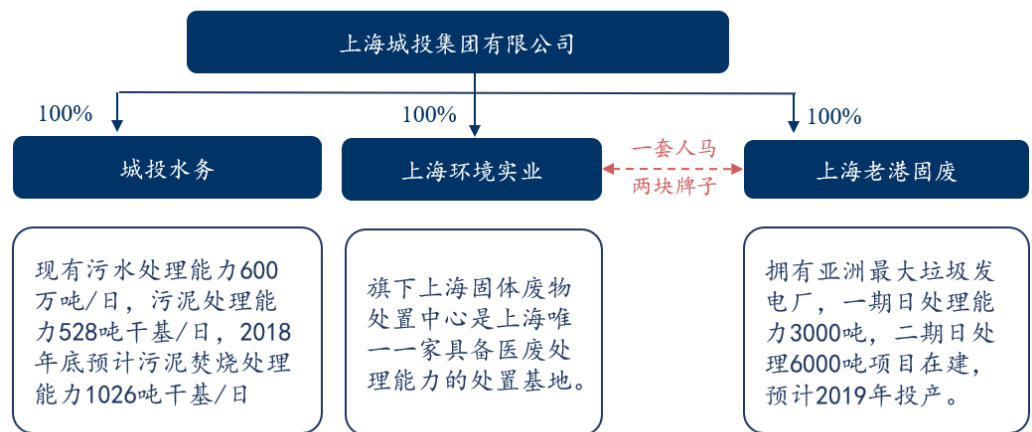 上海城投集团有限公司
100%
100%
100%
城投水务
上海环境实业
一套人马
两块牌子
上海老港固废
现有污水处理能力600
万吨/日，污泥处理能
力528吨干基/日，2018
年底预计污泥焚烧处理
能力1026吨干基/日
旗下上海固体废物
处置中心是上海唯
一一家具备医废处
理能力的处置基地。
拥有亚洲最大垃圾发
电厂，一期日处理能
力3000吨，二期日处
理6000吨项目在建，
预计2019年投产。